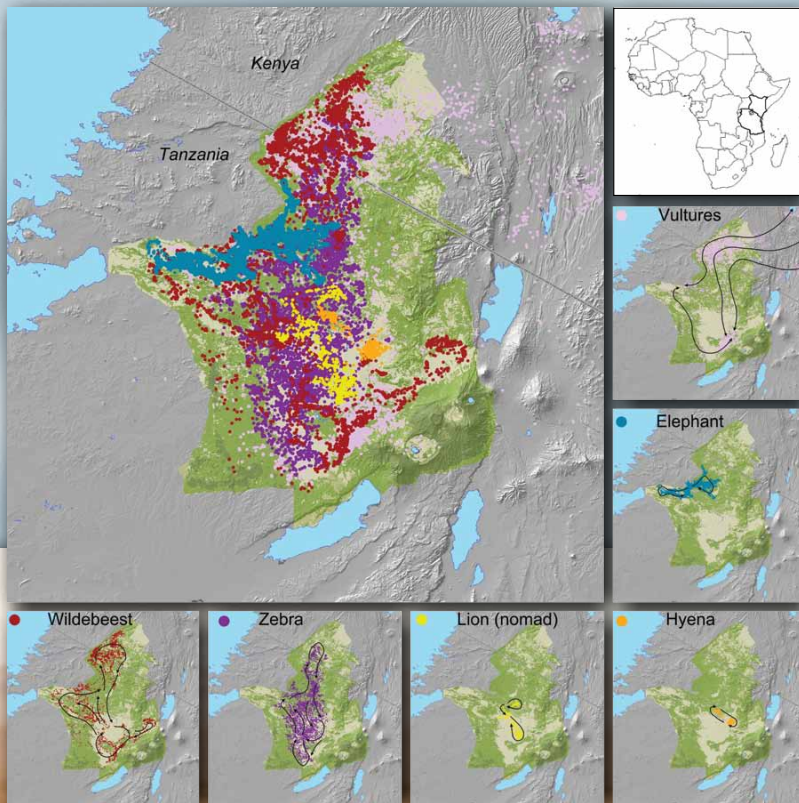 Kenya
Tanzania
Vultures
Elephant
Wildebeest
Zebra
Lion (nomad)
Hyena